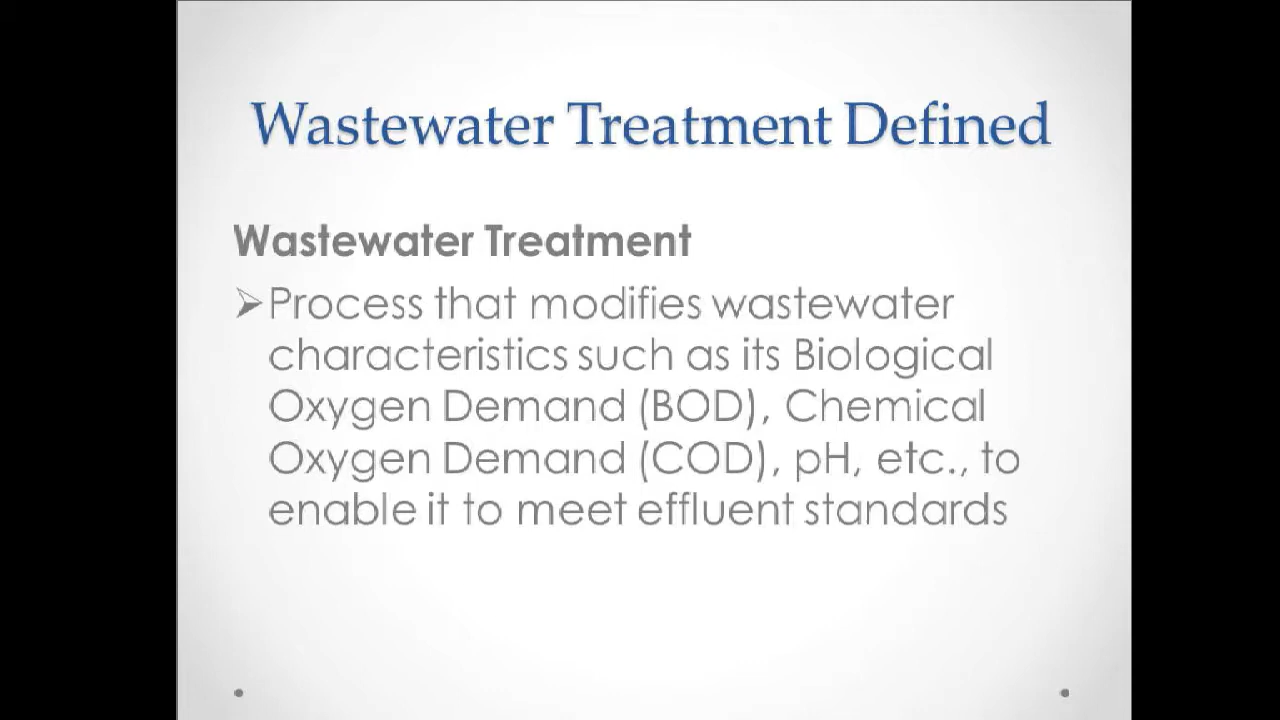 Wastewater Treatment Defined
Wastewater Treatment
➢Process that modifies wastewater
characteristics such as its Biological
Oxygen Demand (BOD), Chemical
Oxygen Demand (COD), pH, etc., to
enable it to meet effluent standards